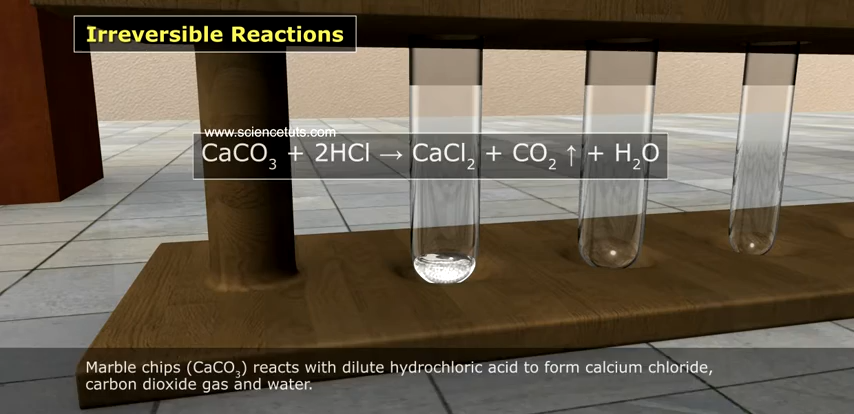 Irreversible Reactions
www.sciencetuts.com
CaCO₃ + 2HCl → CaCl₂ + CO₂ ↑ + H₂O
Marble chips (CaCO₃) reacts with dilute hydrochloric acid to form calcium chloride,
carbon dioxide gas and water.